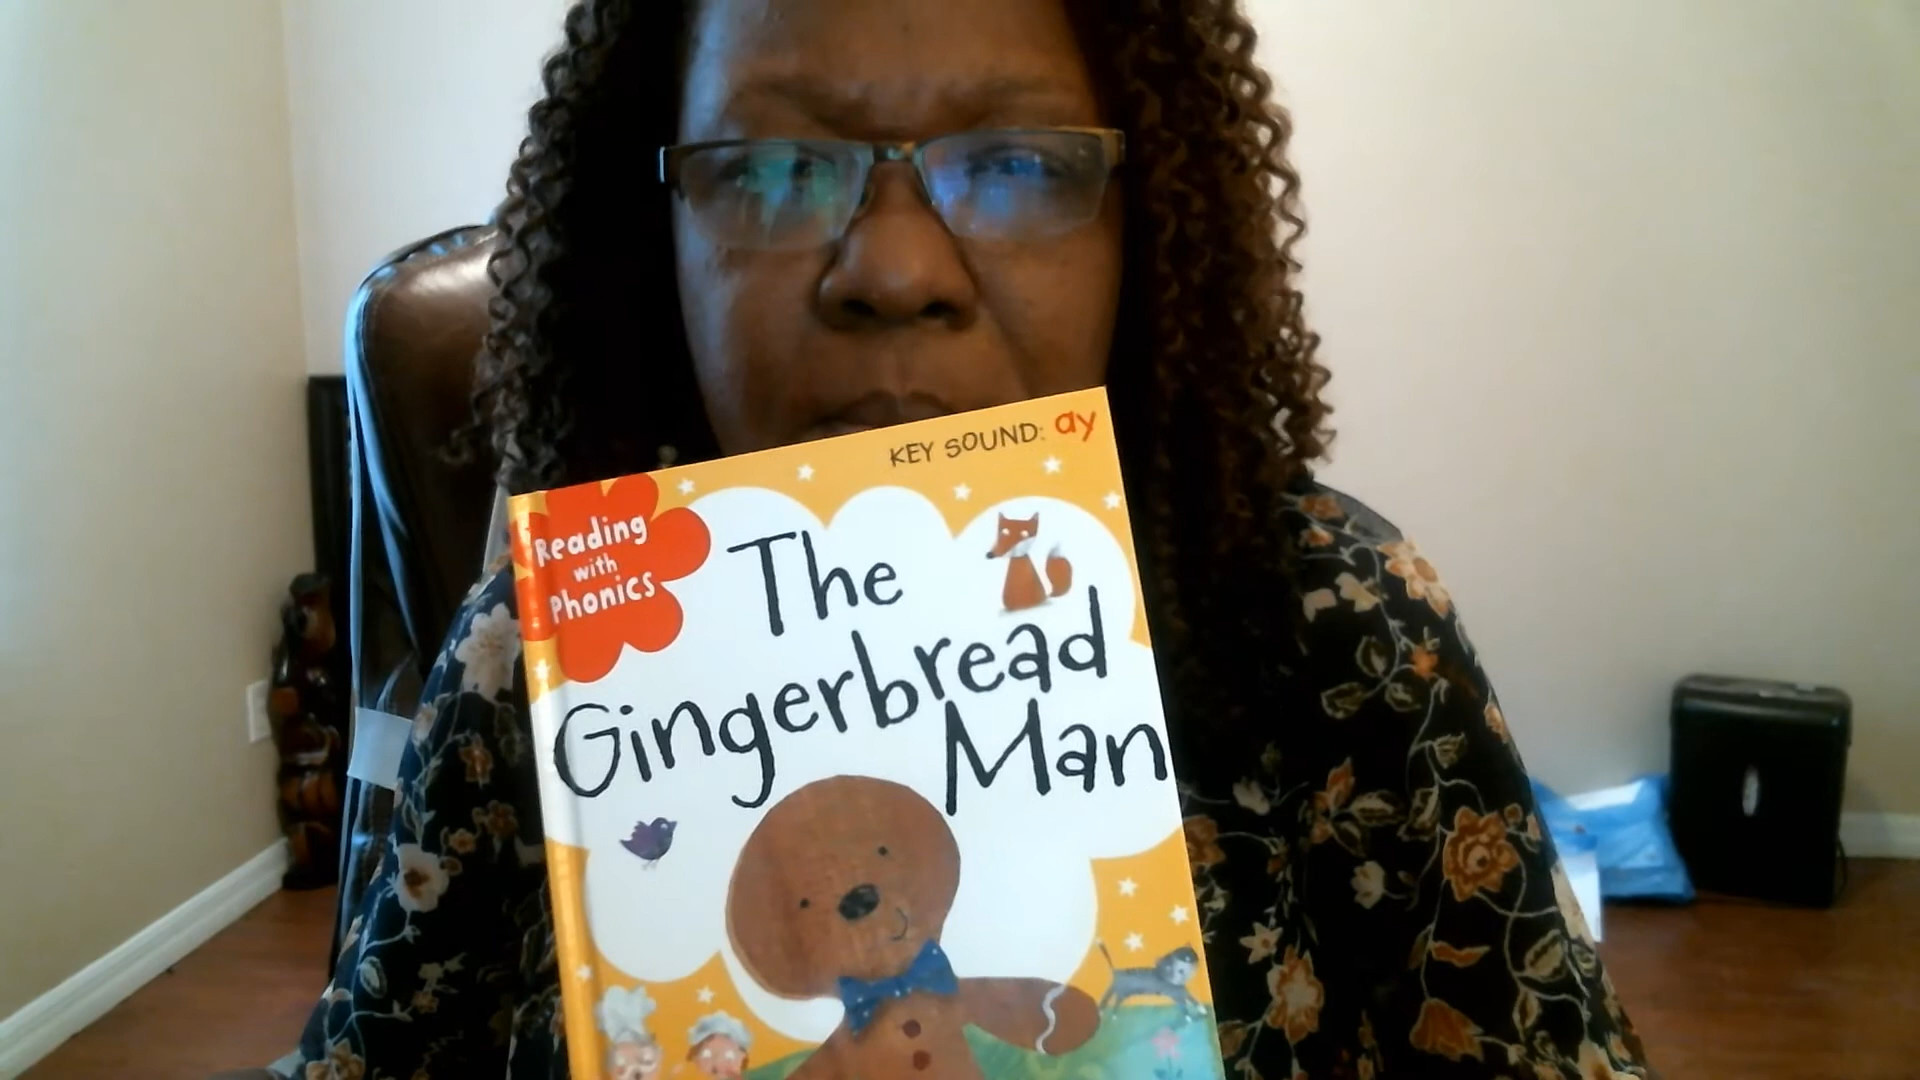 KEY SOUND: ay
Reading
with
Phonics
The
Gingerbread
Man